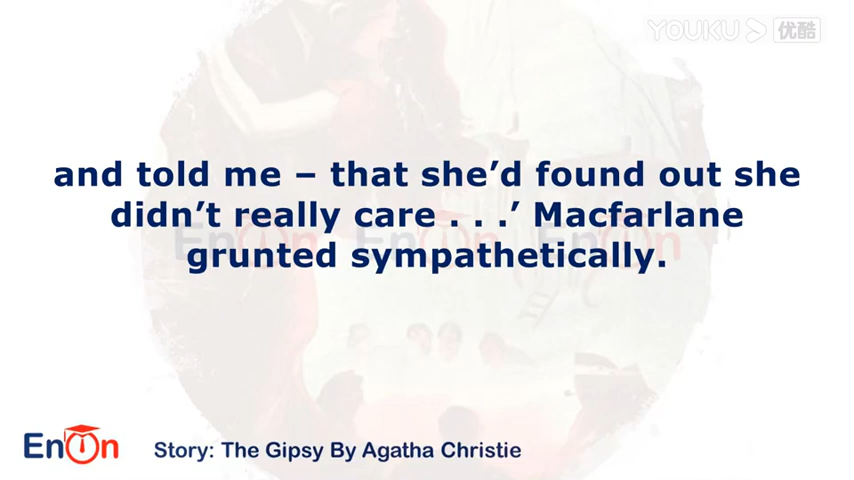 YOUKU 优酷
and told me – that she’d found out she
didn’t really care . . .’ Macfarlane
grunted sympathetically.
EnOn
Story: The Gipsy By Agatha Christie